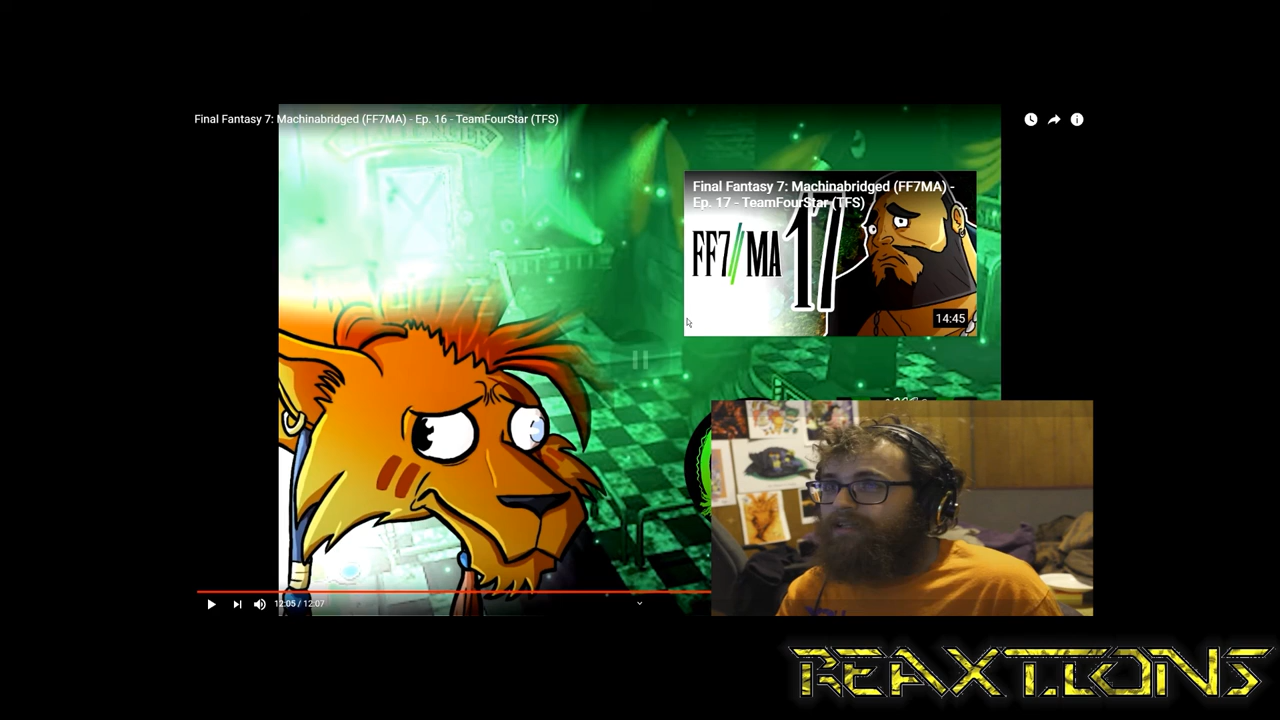 Final Fantasy 7: Machinabridged (FF7MA) - Ep. 16 - TeamFourStar (TFS)
Final Fantasy 7: Machinabridged (FF7MA) -
Ep. 17 - TeamFourStar (TFS)
FF7//MA 17
14:45
12:05 / 12:07
REAXTIONS